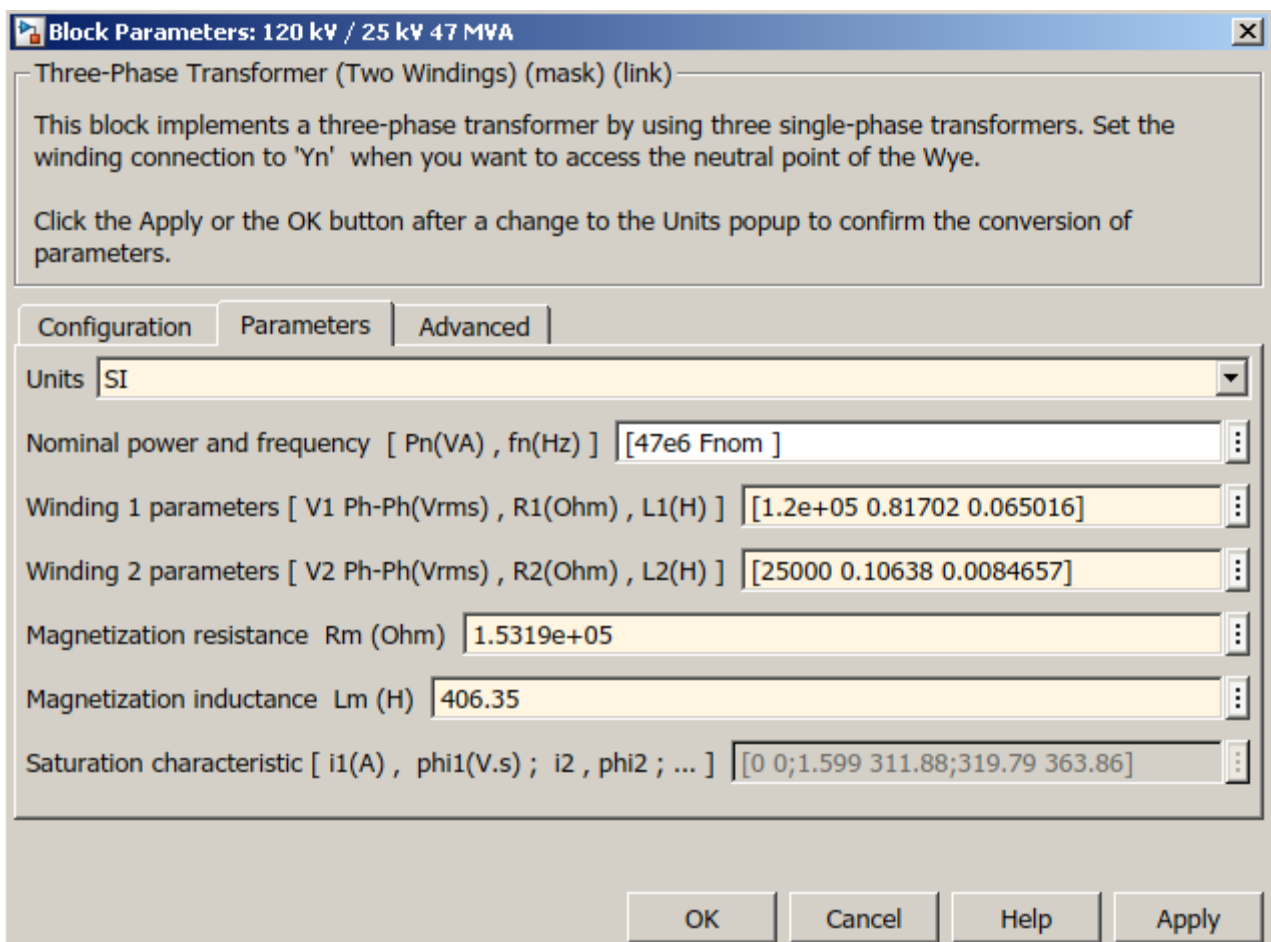 Block Parameters: 120 kV / 25 kV 47 MVA
Three-Phase Transformer (Two Windings) (mask) (link)
This block implements a three-phase transformer by using three single-phase transformers. Set the
winding connection to 'Yn' when you want to access the neutral point of the Wye.
Click the Apply or the OK button after a change to the Units popup to confirm the conversion of
parameters.
Configuration Parameters Advanced
Units SI
Nominal power and frequency [ Pn(VA) , fn(Hz) ] [47e6 Fnom ]
Winding 1 parameters [ V1 Ph-Ph(Vrms) , R1(Ohm) , L1(H) ] [1.2e+05 0.81702 0.065016]
Winding 2 parameters [ V2 Ph-Ph(Vrms) , R2(Ohm) , L2(H) ] [25000 0.10638 0.0084657]
Magnetization resistance Rm (Ohm) 1.5319e+05
Magnetization inductance Lm (H) 406.35
Saturation characteristic [ i1(A) , phi1(V.s) ; i2 , phi2 ; ... ] [0 0;1.599 311.88;319.79 363.86]
OK Cancel Help Apply